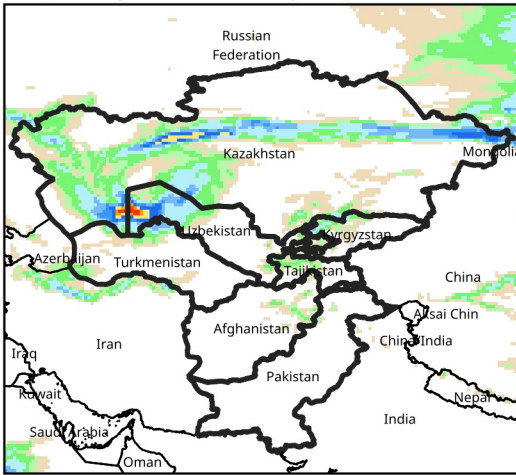 Russian
Federation
Kazakhstan
Mongolia
Uzbekistan
Kyrgyzstan
Azerbaijan
Turkmenistan
Tajikistan
China
Afghanistan
Aksai Chin
China/India
Iran
Iraq
Pakistan
Kuwait
Nepal
India
Saudi Arabia
Oman